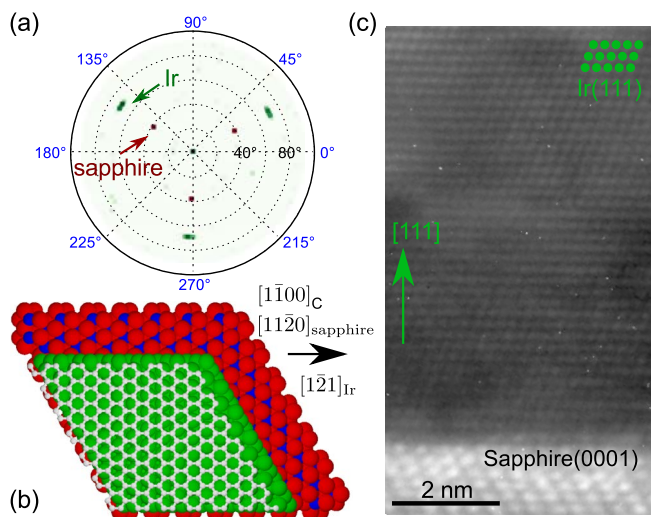 (a)
90°
135°
45°
Ir
180°
sapphire
40°
80°
0°
225°
215°
270°
(b)
[11̄00]C
[112̄0]sapphire
[12̄1]Ir
(c)
Ir(111)
[111]
Sapphire(0001)
2 nm